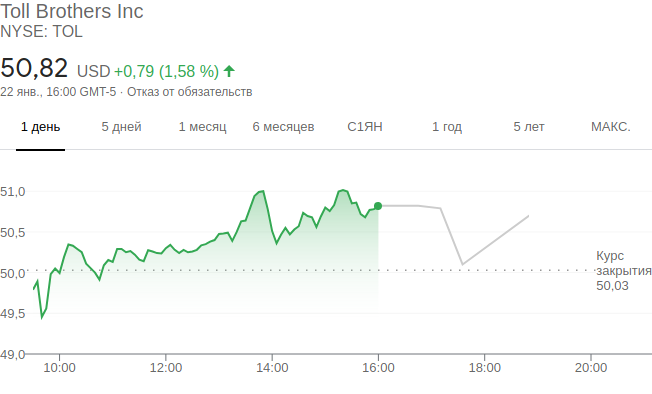 Toll Brothers Inc
NYSE: TOL
50,82 USD +0,79 (1,58 %)
22 янв., 16:00 GMT-5 · Отказ от обязательств
1 день 5 дней 1 месяц 6 месяцев С1ЯН 1 год 5 лет МАКС.
51,0
50,5
50,0
49,5
49,0
Курс
закрытия
50,03
10:00 12:00 14:00 16:00 18:00 20:00